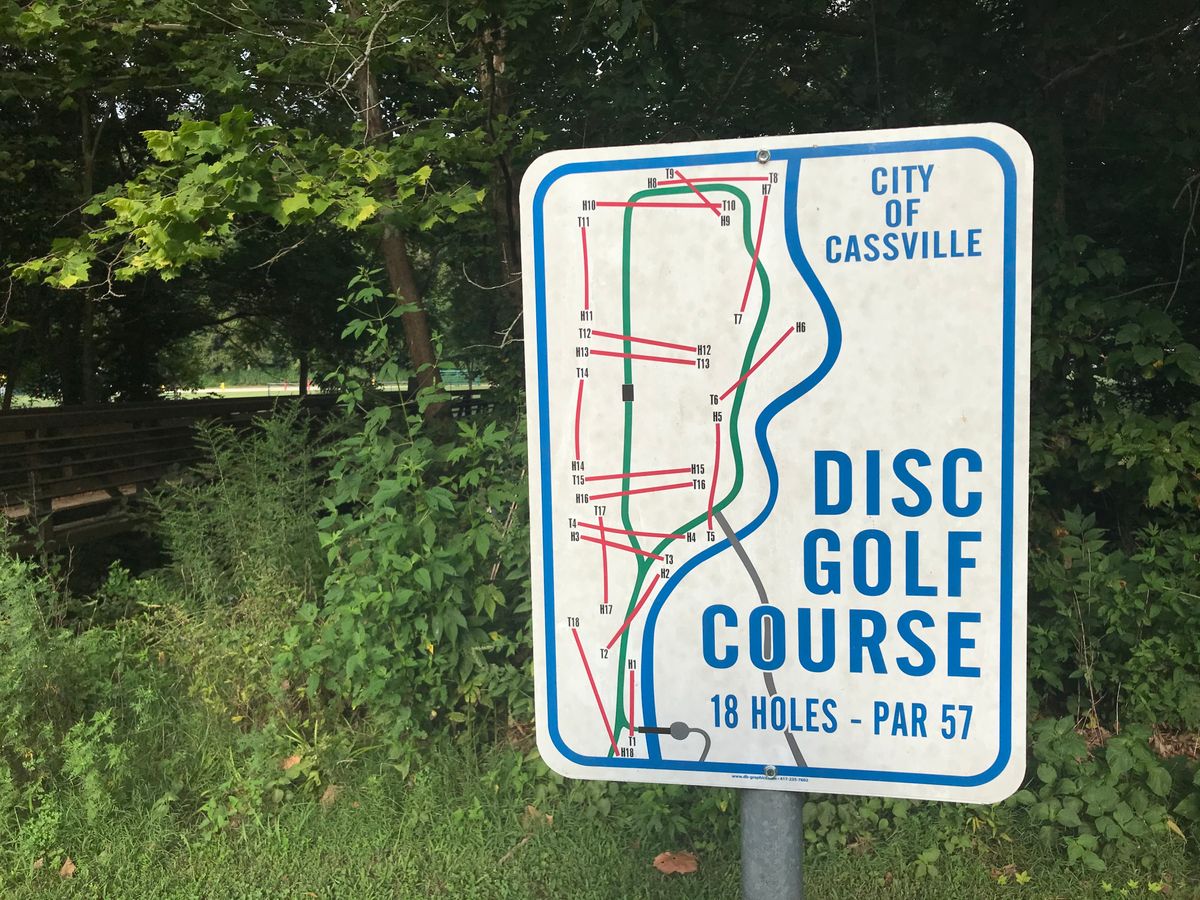 CITY
OF
CASSVILLE
DISC
GOLF
COURSE
18 HOLES - PAR 57
T9
H8
T8
H7
H10
T10
T11
H9
H11
T7
T12
H6
H13
H12
T13
T14
T6
H5
H14
H15
T15
T16
H16
T17
T4
H3
H4
T5
T3
H2
H17
T18
T2
H1
T1
H18